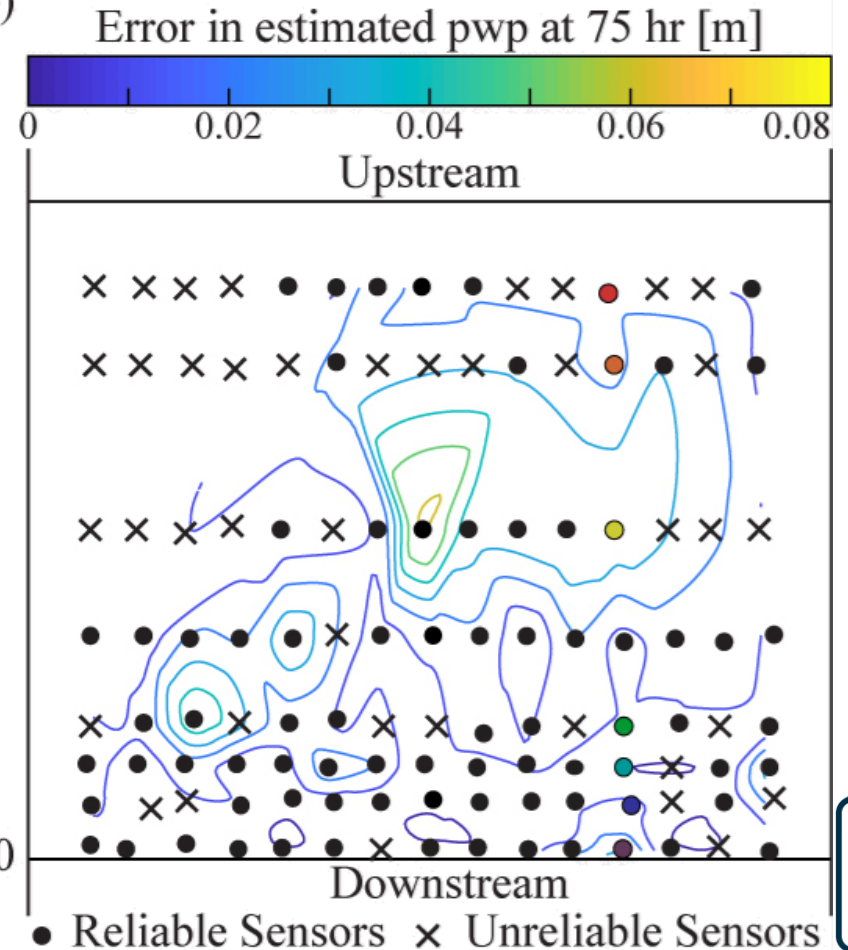 )
Error in estimated pwp at 75 hr [m]
0 0.02 0.04 0.06 0.08
Upstream
0
Downstream
● Reliable Sensors × Unreliable Sensors